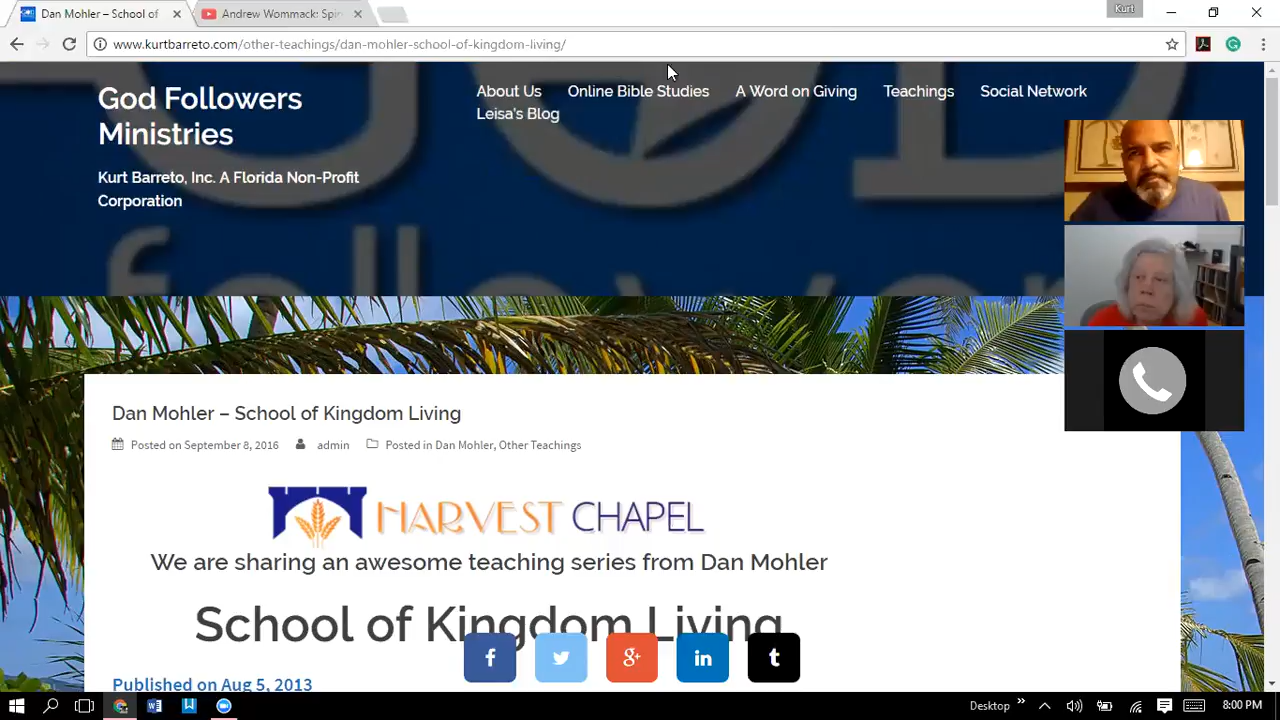 Dan Mohler – School of
Andrew Wommack: Spir
Kurt
www.kurtbarreto.com/other-teachings/dan-mohler-school-of-kingdom-living/
God Followers
Ministries
Kurt Barreto, Inc. A Florida Non-Profit
Corporation
About Us
Online Bible Studies
A Word on Giving
Teachings
Social Network
Leisa's Blog
Dan Mohler – School of Kingdom Living
Posted on September 8, 2016
admin
Posted in Dan Mohler, Other Teachings
HARVEST CHAPEL
We are sharing an awesome teaching series from Dan Mohler
School of Kingdom Living
f
g+
in
t
Published on Aug 5, 2013
Desktop
8:00 PM